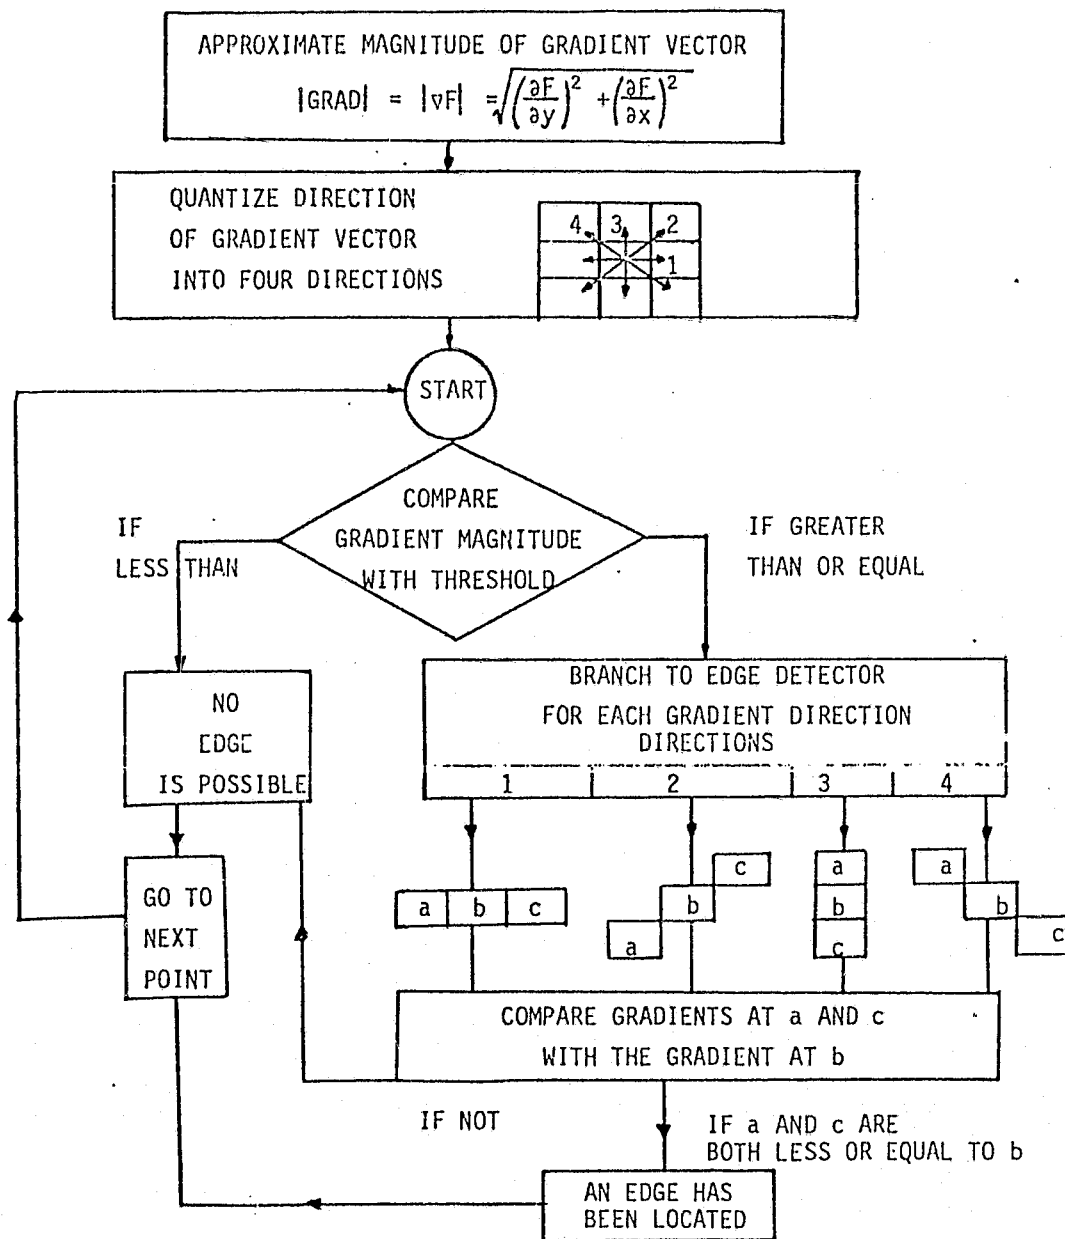 APPROXIMATE MAGNITUDE OF GRADIENT VECTOR
|GRAD| = |∇F| = √((∂F/∂y)² + (∂F/∂x)²)
QUANTIZE DIRECTION
OF GRADIENT VECTOR
INTO FOUR DIRECTIONS
4 3 2
1
START
COMPARE
GRADIENT MAGNITUDE
WITH THRESHOLD
IF
LESS THAN
IF GREATER
THAN OR EQUAL
NO
EDGE
IS POSSIBLE
BRANCH TO EDGE DETECTOR
FOR EACH GRADIENT DIRECTION
DIRECTIONS
1 2 3 4
GO TO
NEXT
POINT
a b c
c
b
a
a
b
c
a
b
c
COMPARE GRADIENTS AT a AND c
WITH THE GRADIENT AT b
IF NOT
IF a AND c ARE
BOTH LESS OR EQUAL TO b
AN EDGE HAS
BEEN LOCATED